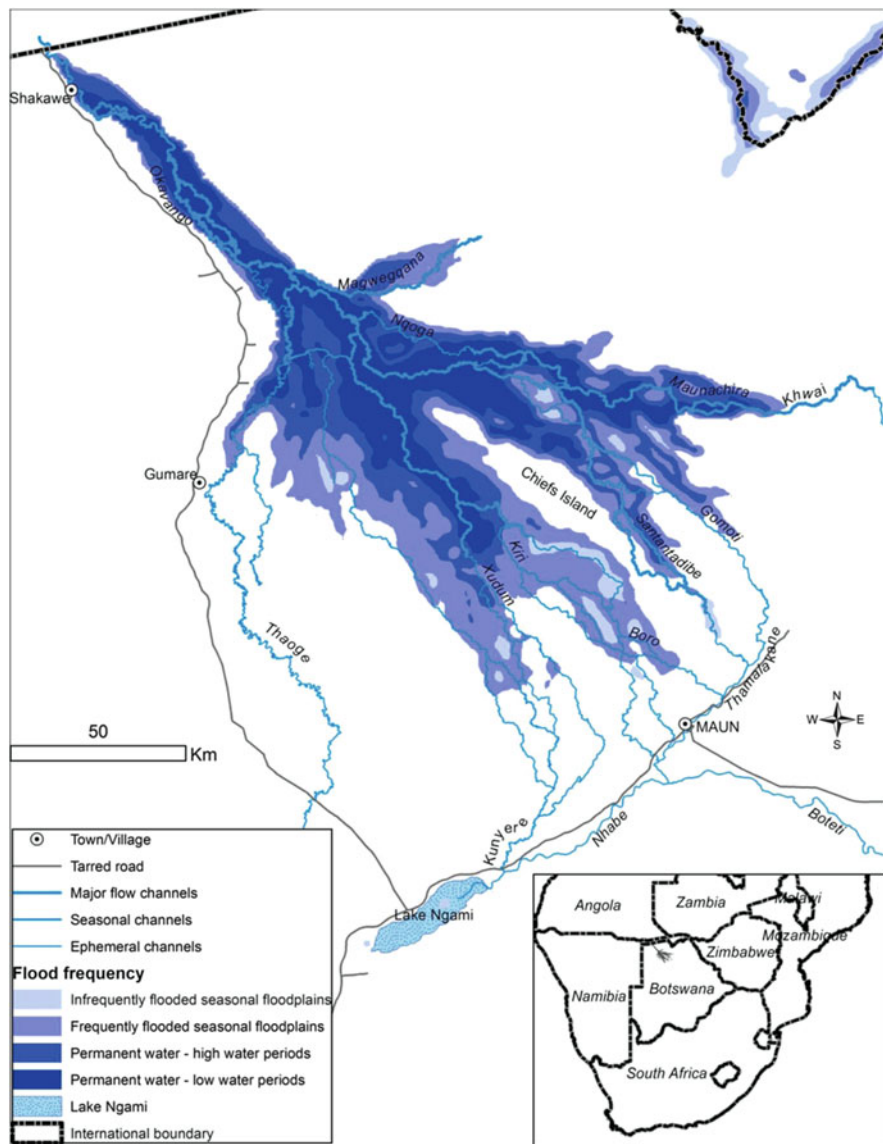 Shakawe
Okavango
Magwegqana
Nqoga
Maunachira
Khwai
Gumare
Chiefs Island
Gomoti
Santantadibe
Kiri
Xudum
Boro
Thaoge
Thamalakane
N
W
E
S
MAUN
50
Km
Kunyere
Nhabe
Boteti
Lake Ngami
Town/Village
Tarred road
Major flow channels
Seasonal channels
Ephemeral channels
Flood frequency
Infrequently flooded seasonal floodplains
Frequently flooded seasonal floodplains
Permanent water - high water periods
Permanent water - low water periods
Lake Ngami
International boundary
Angola
Zambia
Malawi
Mozambique
Zimbabwe
Namibia
Botswana
South Africa